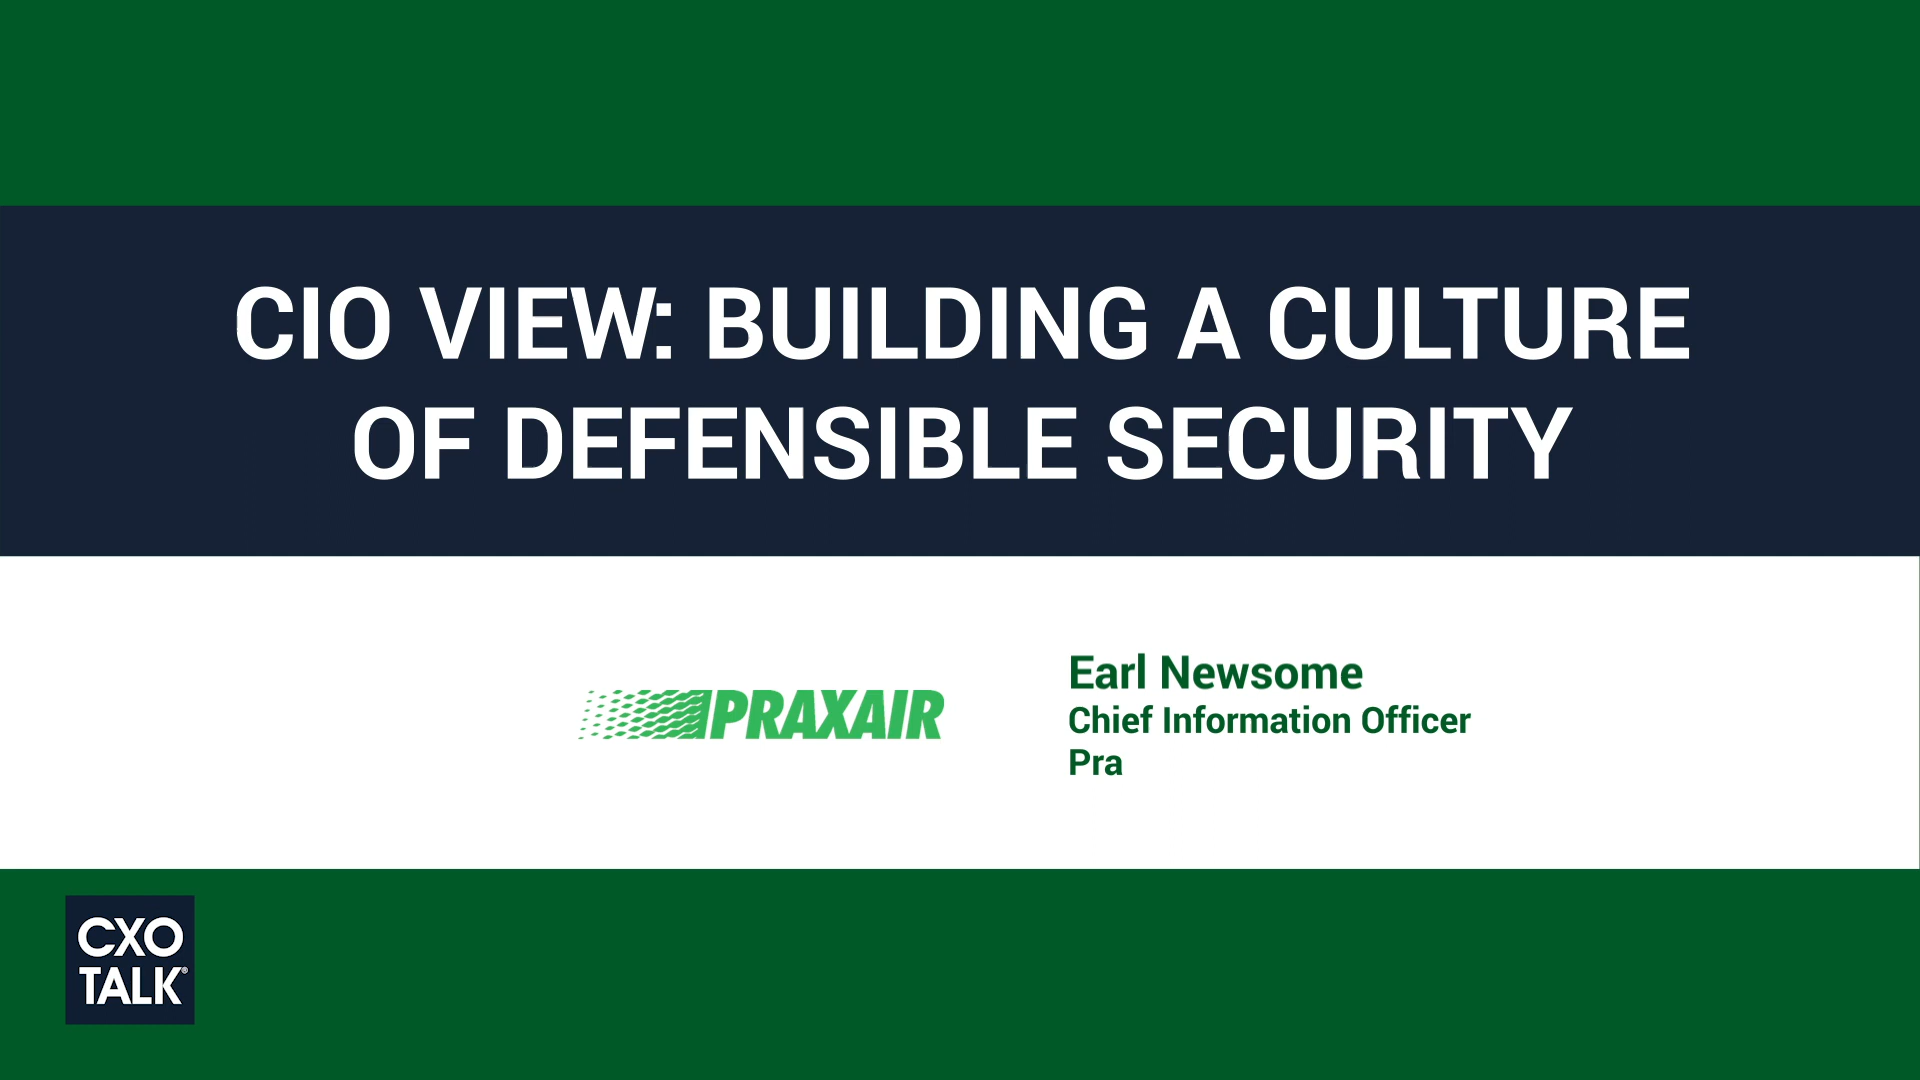 CIO VIEW: BUILDING A CULTURE
OF DEFENSIBLE SECURITY
PRAXAIR
Earl Newsome
Chief Information Officer
Pra
CXO
TALK®